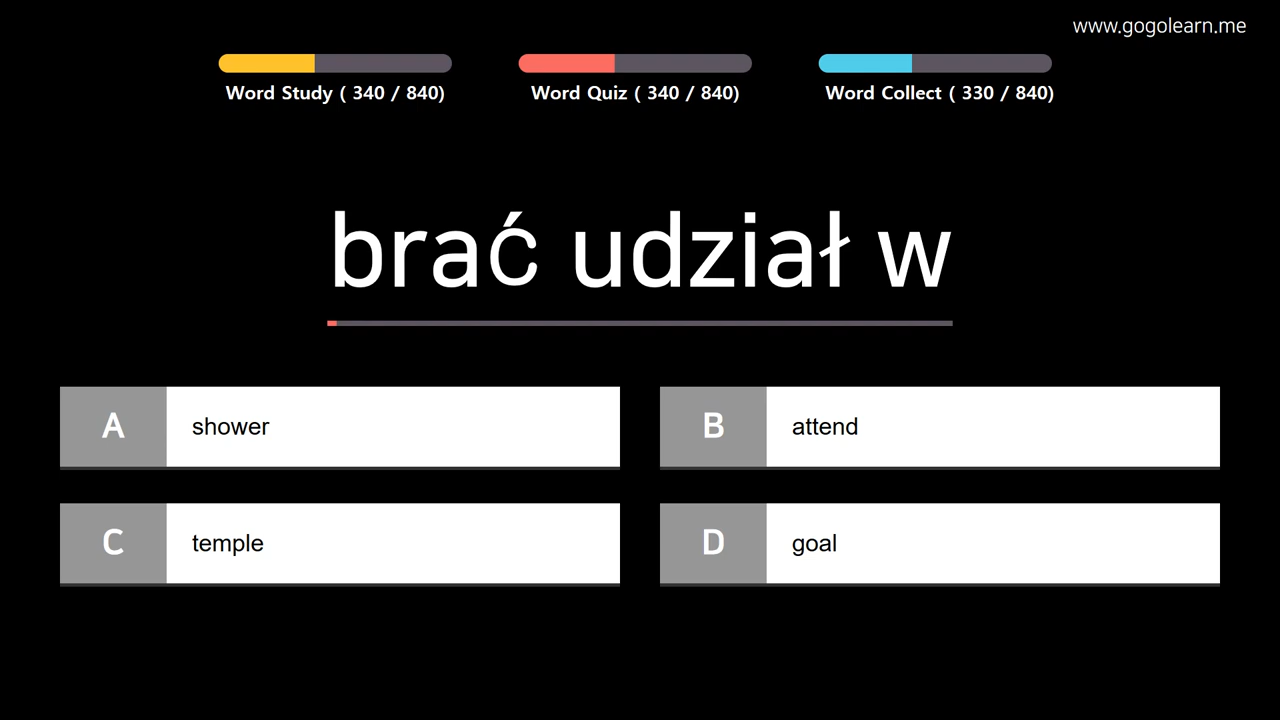 www.gogolearn.me
Word Study ( 340 / 840)
Word Quiz ( 340 / 840)
Word Collect ( 330 / 840)
brać udział w
A shower
B attend
C temple
D goal